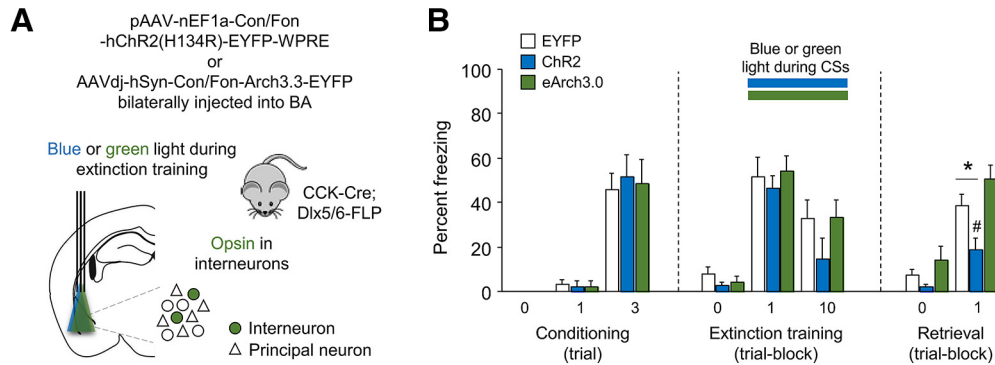 A
pAAV-nEF1a-Con/Fon
-hChR2(H134R)-EYFP-WPRE
or
AAVdj-hSyn-Con/Fon-Arch3.3-EYFP
bilaterally injected into BA
Blue or green light during
extinction training
CCK-Cre;
Dlx5/6-FLP
Opsin in
interneurons
Interneuron
Principal neuron
B
EYFP
ChR2
eArch3.0
Blue or green
light during CSs
Percent freezing
100
80
60
40
20
0
*
#
0 1 3 0 1 10 0 1
Conditioning
(trial)
Extinction training
(trial-block)
Retrieval
(trial-block)